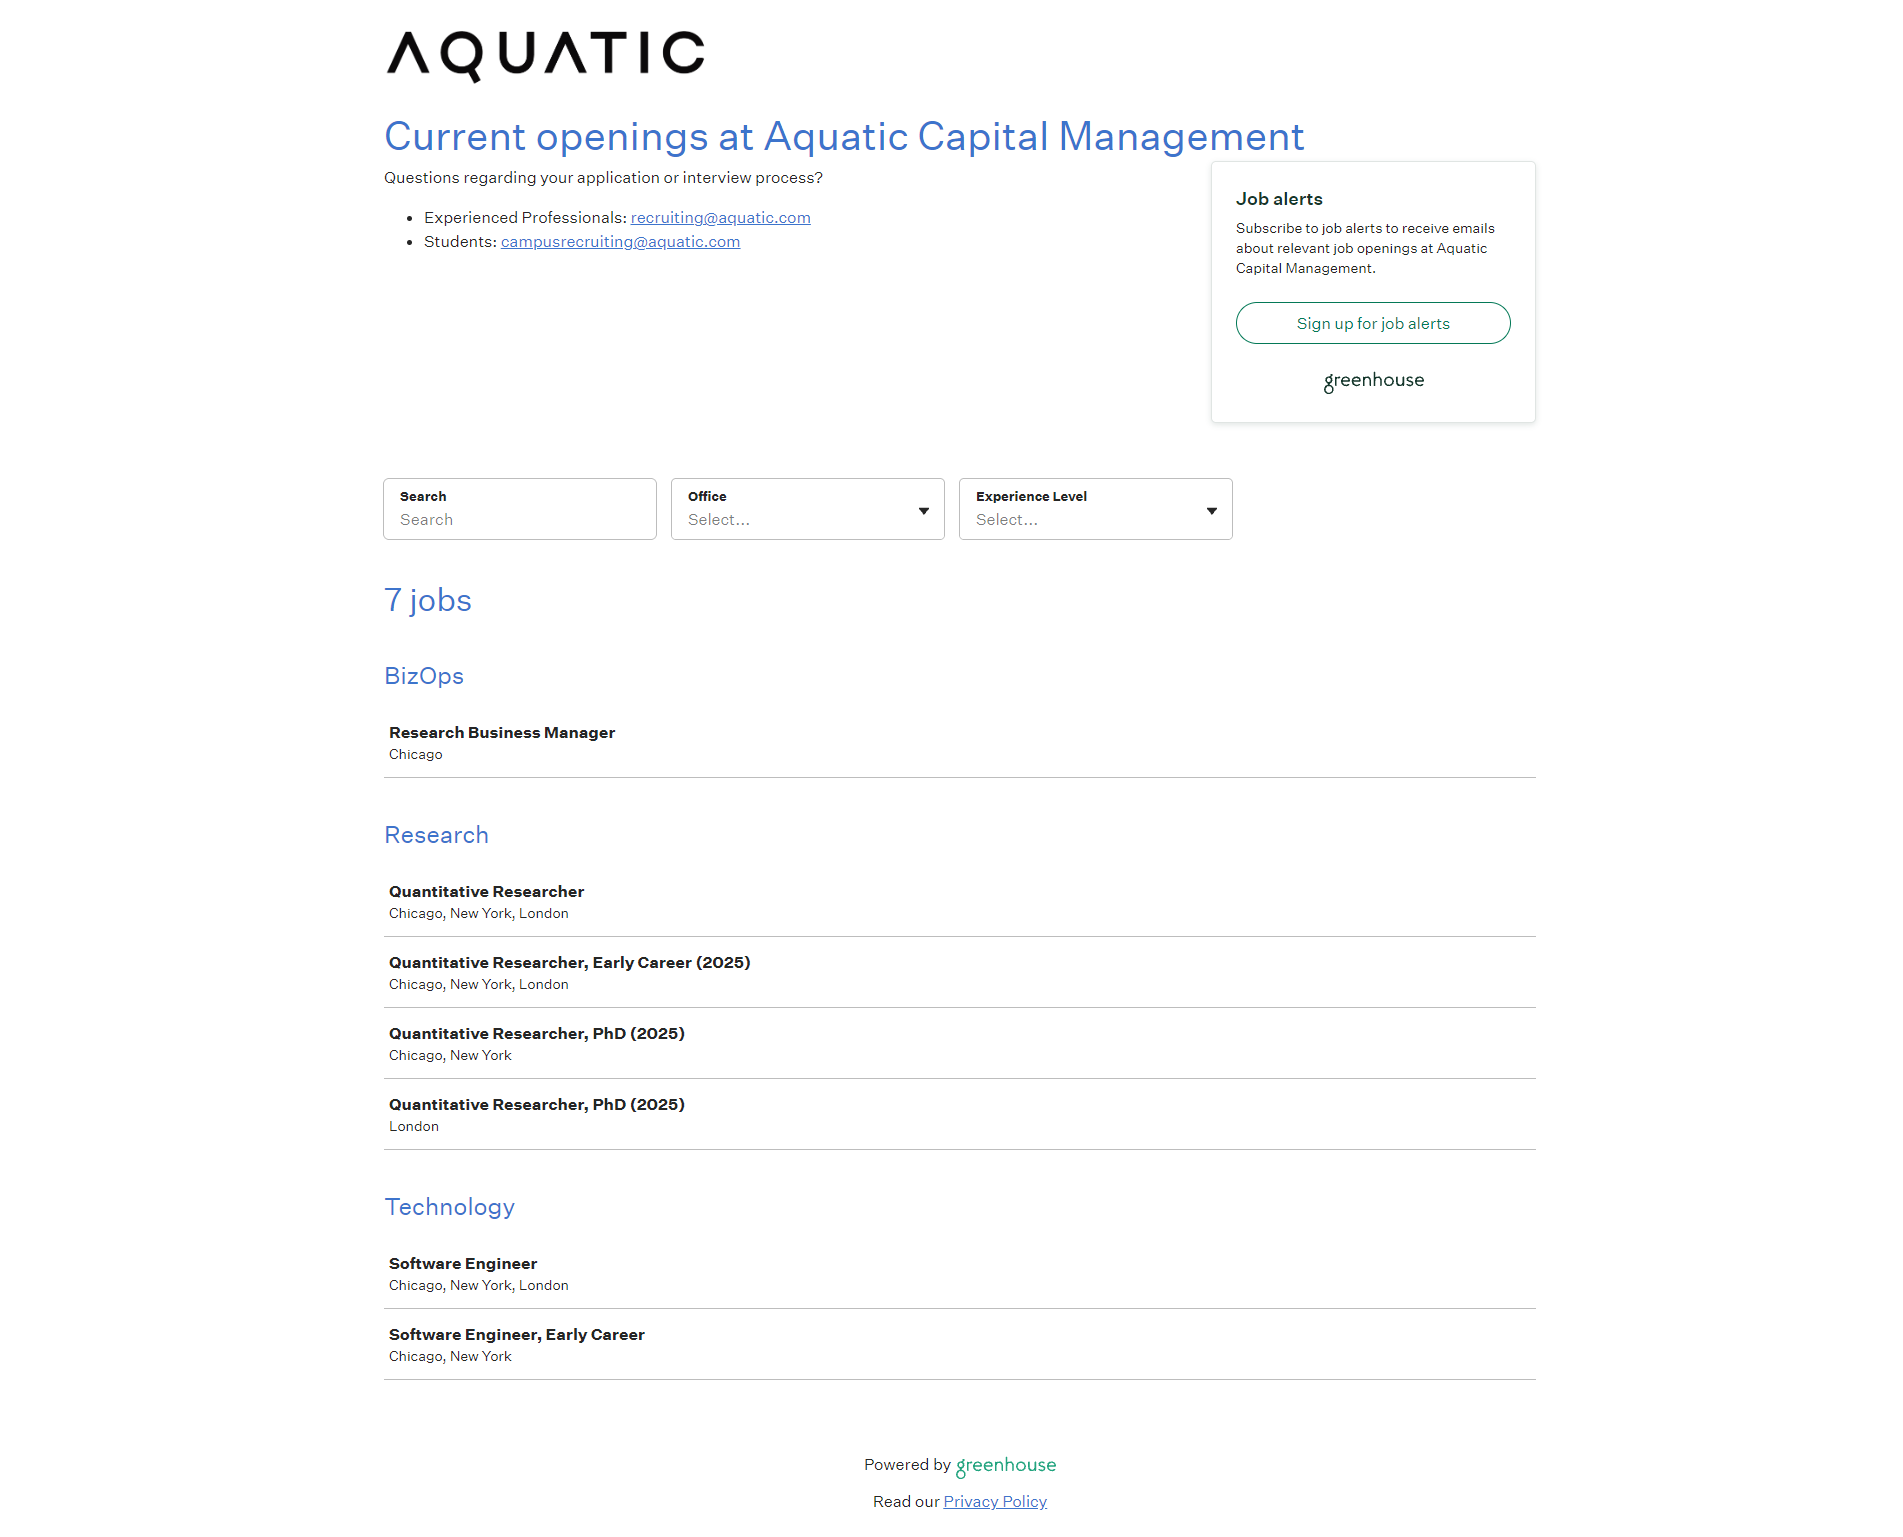 AQUATIC
Current openings at Aquatic Capital Management
Questions regarding your application or interview process?
Experienced Professionals: recruiting@aquatic.com
Students: campusrecruiting@aquatic.com
Job alerts
Subscribe to job alerts to receive emails
about relevant job openings at Aquatic
Capital Management.
Sign up for job alerts
greenhouse
Search
Search
Office
Select...
Experience Level
Select...
7 jobs
BizOps
Research Business Manager
Chicago
Research
Quantitative Researcher
Chicago, New York, London
Quantitative Researcher, Early Career (2025)
Chicago, New York, London
Quantitative Researcher, PhD (2025)
Chicago, New York
Quantitative Researcher, PhD (2025)
London
Technology
Software Engineer
Chicago, New York, London
Software Engineer, Early Career
Chicago, New York
Powered by greenhouse
Read our Privacy Policy